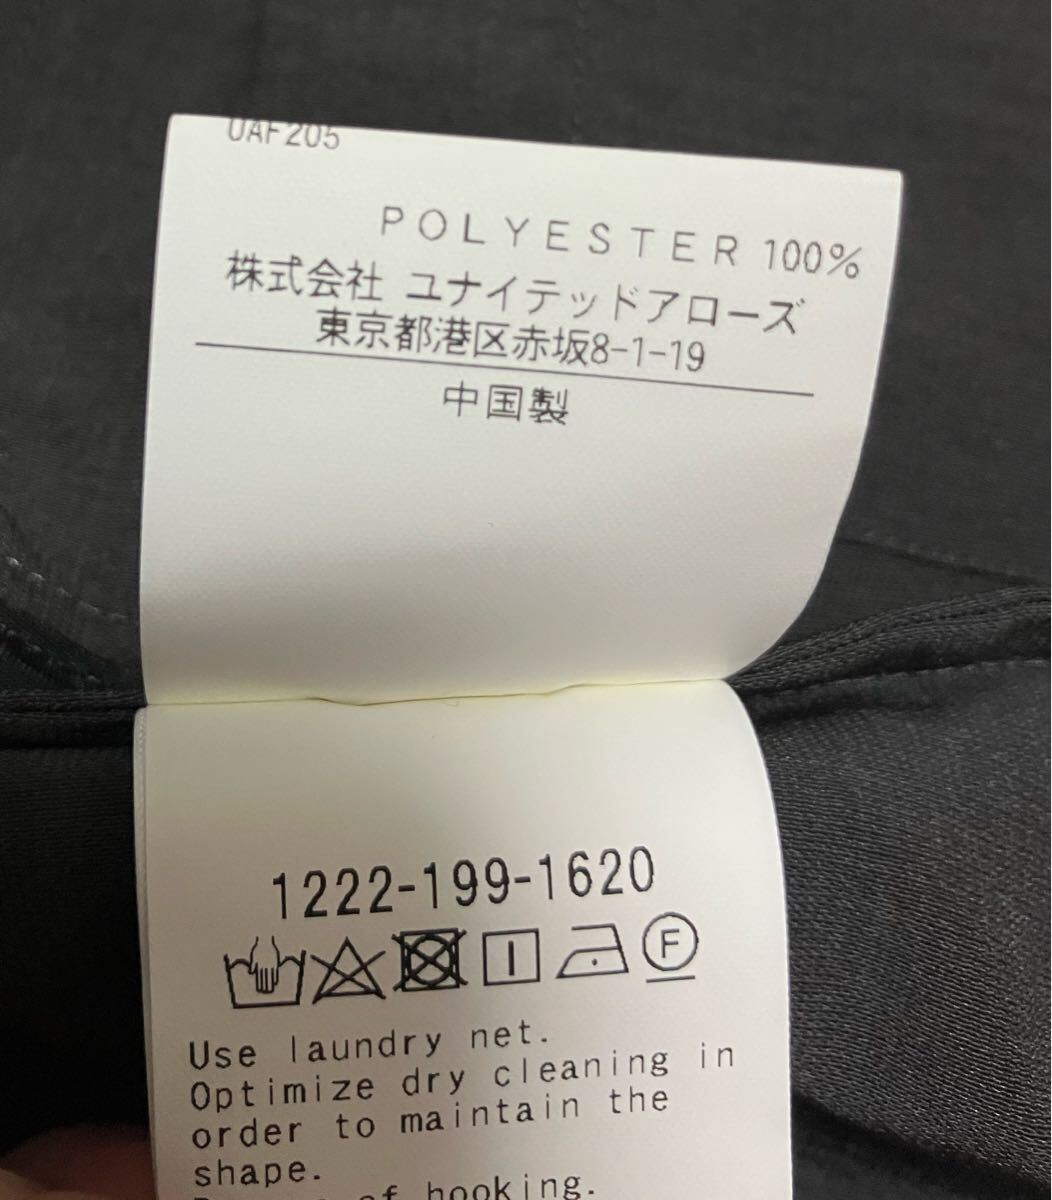 UAF205
POLYESTER 100%
株式会社 ユナイテッドアローズ
東京都港区赤坂8-1-19
中国製
1222-199-1620
F
Use laundry net.
Optimize dry cleaning in
order to maintain the
shape.
of hooking.